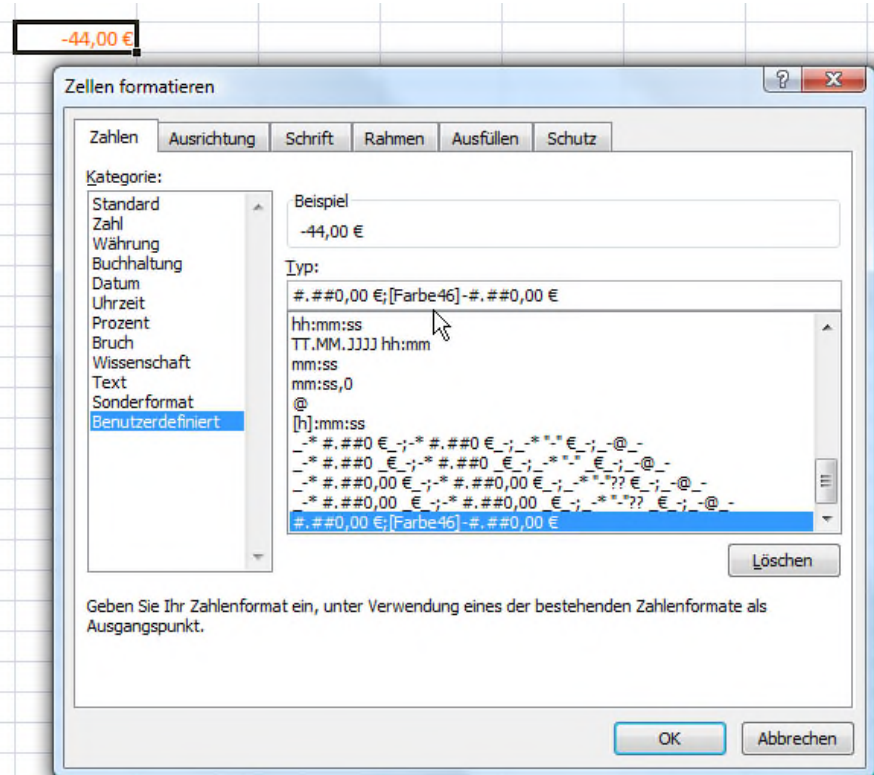 -44,00 €
Zellen formatieren
Zahlen Ausrichtung Schrift Rahmen Ausfüllen Schutz
Kategorie:
Standard
Zahl
Währung
Buchhaltung
Datum
Uhrzeit
Prozent
Bruch
Wissenschaft
Text
Sonderformat
Benutzerdefiniert
Beispiel
-44,00 €
Typ:
#.##0,00 €;[Farbe46]-#.##0,00 €
hh:mm:ss
TT.MM.JJJJ hh:mm
mm:ss
mm:ss,0
@
[h]:mm:ss
_-* #.##0 €_-;-* #.##0 €_-;_-* "-" €_-;_-@_-
_-* #.##0 _€_-;-* #.##0 _€_-;_-* "-" _€_-;_-@_-
_-* #.##0,00 €_-;-* #.##0,00 €_-;_-* "-"?? €_-;_-@_-
_-* #.##0,00 _€_-;-* #.##0,00 _€_-;_-* "-"?? _€_-;_-@_-
#.##0,00 €;[Farbe46]-#.##0,00 €
Löschen
Geben Sie Ihr Zahlenformat ein, unter Verwendung eines der bestehenden Zahlenformate als
Ausgangspunkt.
OK Abbrechen